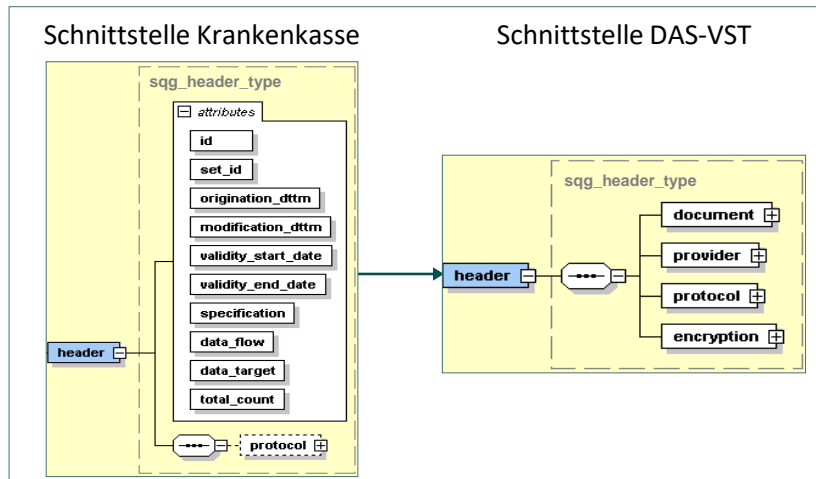 Schnittstelle Krankenkasse
sqg_header_type
attributes
id
set_id
origination_dttm
modification_dttm
validity_start_date
validity_end_date
specification
data_flow
data_target
total_count
header
protocol
Schnittstelle DAS-VST
sqg_header_type
header
document
provider
protocol
encryption